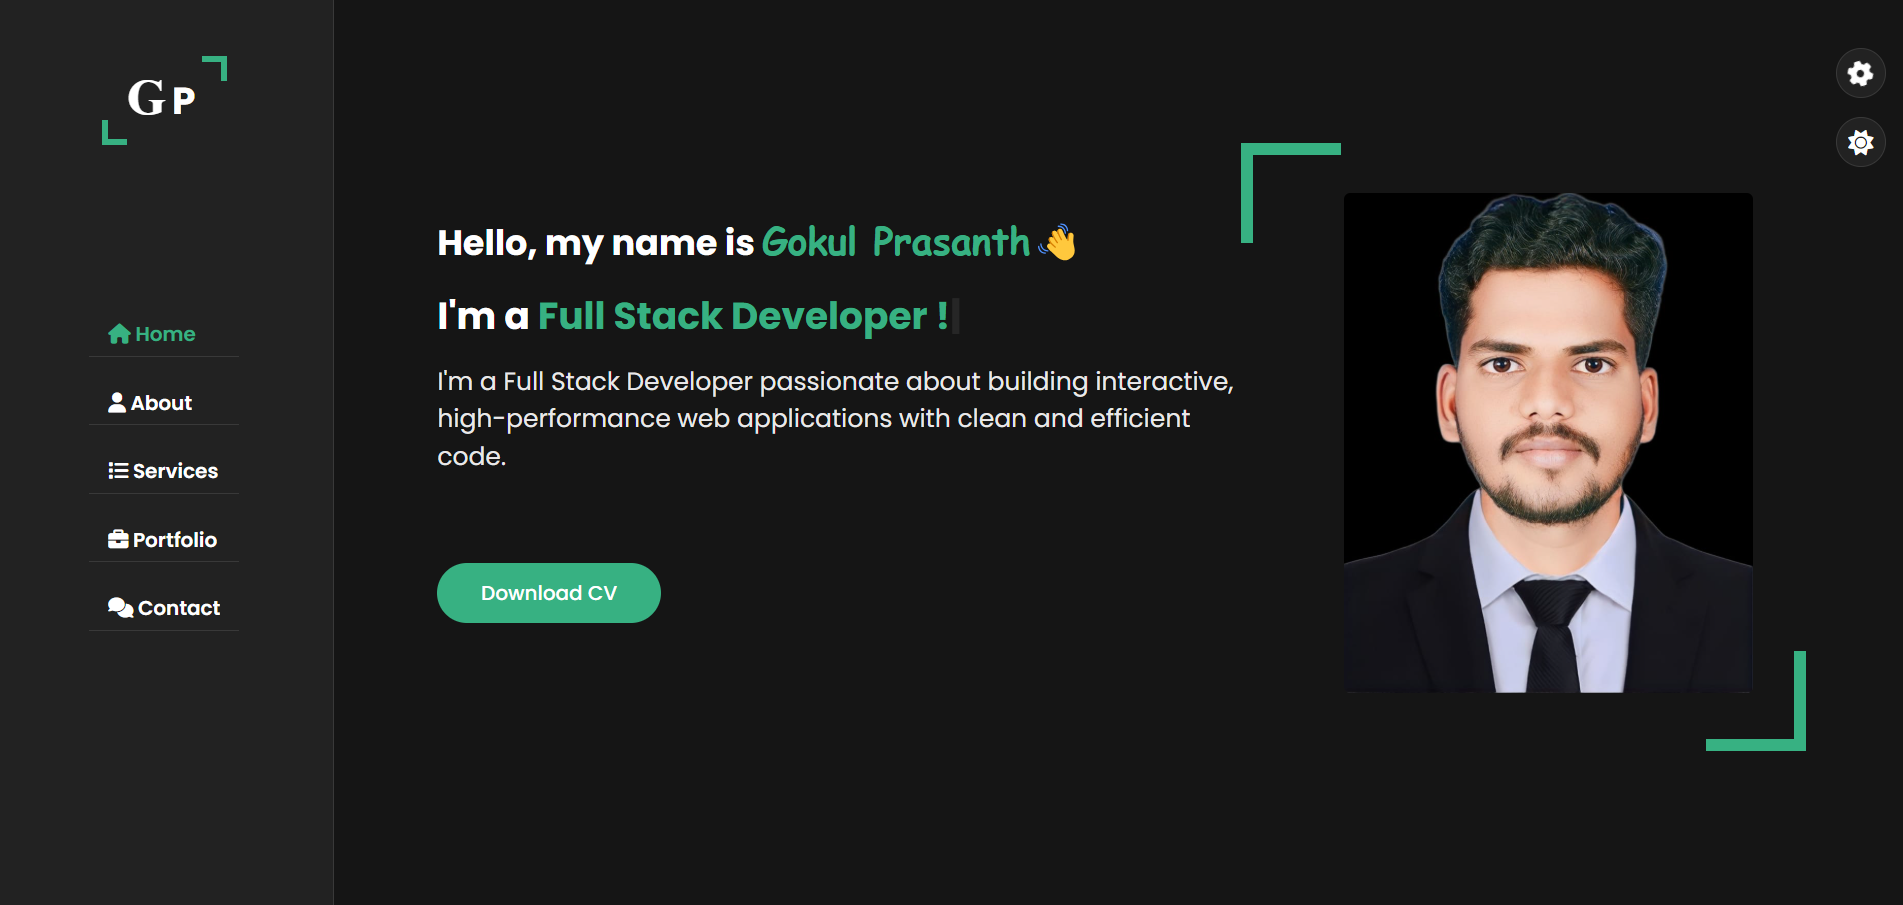 GP
Home
About
Services
Portfolio
Contact
Hello, my name is Gokul Prasanth 👋
I'm a Full Stack Developer !
I'm a Full Stack Developer passionate about building interactive,
high-performance web applications with clean and efficient
code.
Download CV